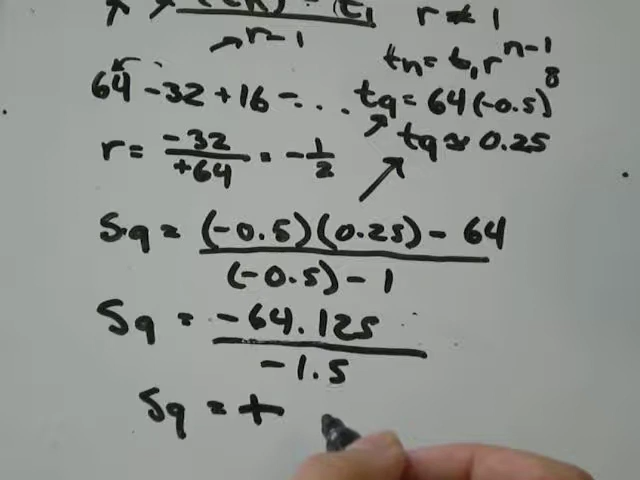 r - 1
r ≠ 1
tn = t1 r^n-1
64 - 32 + 16 - ...
t9 = 64(-0.5)^8
r = -32 / +64 = - 1/2
t9 ≈ 0.25
S9 = (-0.5)(0.25) - 64 / (-0.5) - 1
S9 = -64.125 / -1.5
S9 = +